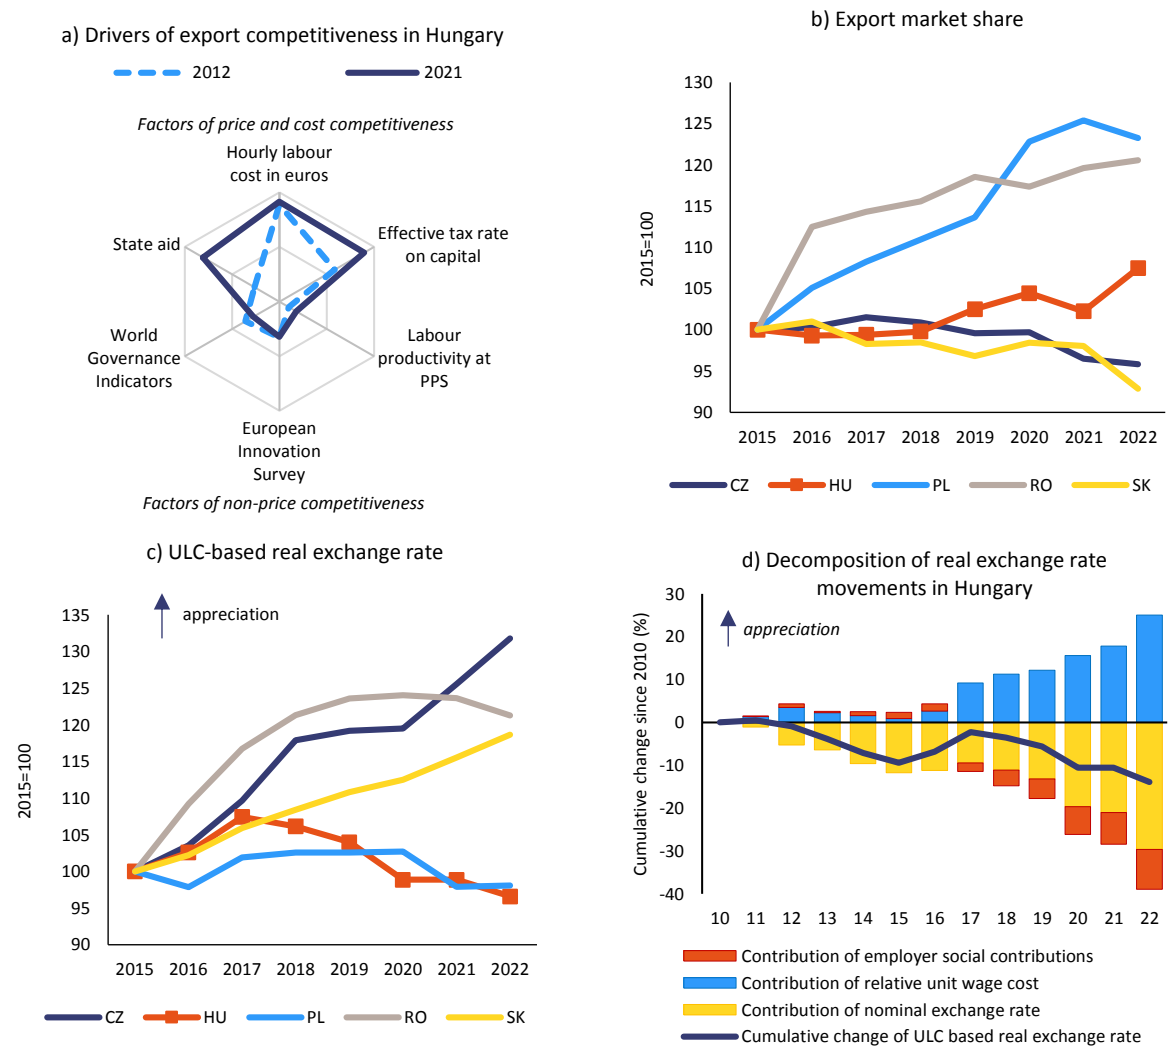 a) Drivers of export competitiveness in Hungary
2012
2021
Factors of price and cost competitiveness
Hourly labour
cost in euros
State aid
Effective tax rate
on capital
World
Governance
Indicators
Labour
productivity at
PPS
European
Innovation
Survey
Factors of non-price competitiveness
b) Export market share
2015=100
130
125
120
115
110
105
100
95
90
2015 2016 2017 2018 2019 2020 2021 2022
CZ HU PL RO SK
c) ULC-based real exchange rate
appreciation
2015=100
135
130
125
120
115
110
105
100
95
90
2015 2016 2017 2018 2019 2020 2021 2022
CZ HU PL RO SK
d) Decomposition of real exchange rate
movements in Hungary
appreciation
Cumulative change since 2010 (%)
30
20
10
0
-10
-20
-30
-40
10 11 12 13 14 15 16 17 18 19 20 21 22
Contribution of employer social contributions
Contribution of relative unit wage cost
Contribution of nominal exchange rate
Cumulative change of ULC based real exchange rate